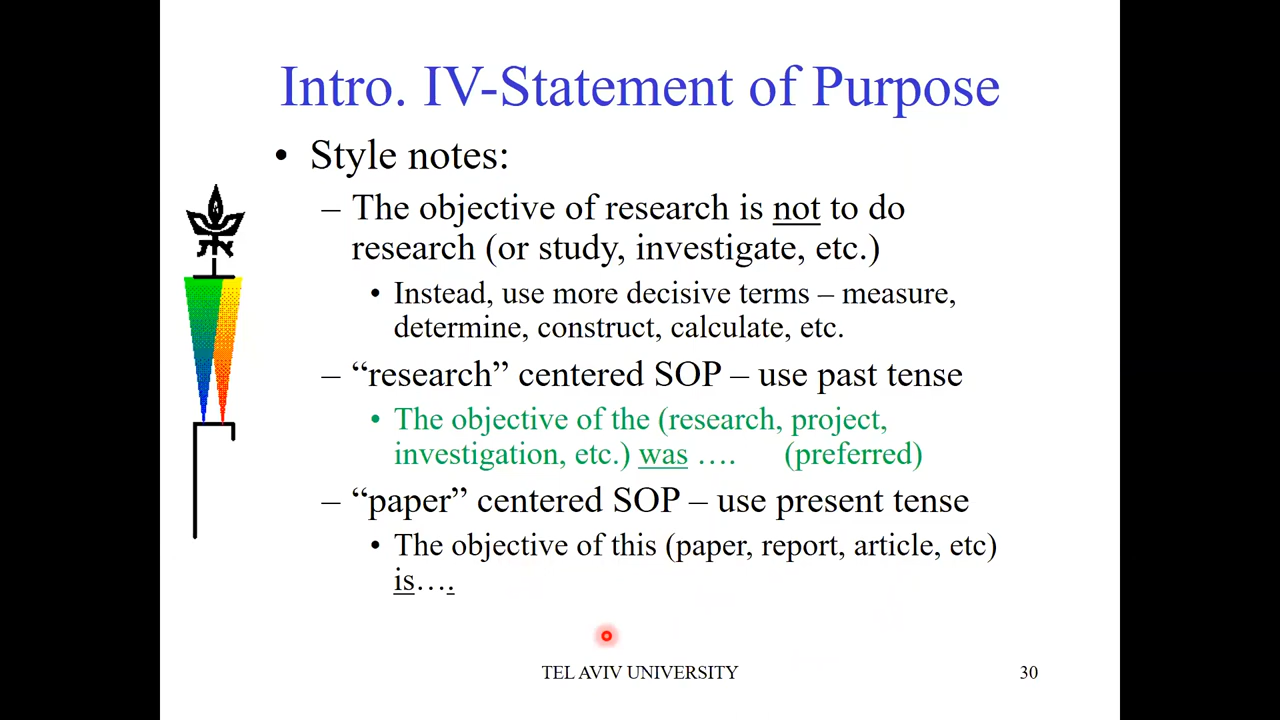 Intro. IV-Statement of Purpose
• Style notes:
– The objective of research is not to do
research (or study, investigate, etc.)
• Instead, use more decisive terms – measure,
determine, construct, calculate, etc.
– “research” centered SOP – use past tense
• The objective of the (research, project,
investigation, etc.) was …. (preferred)
– “paper” centered SOP – use present tense
• The objective of this (paper, report, article, etc)
is….
TEL AVIV UNIVERSITY
30